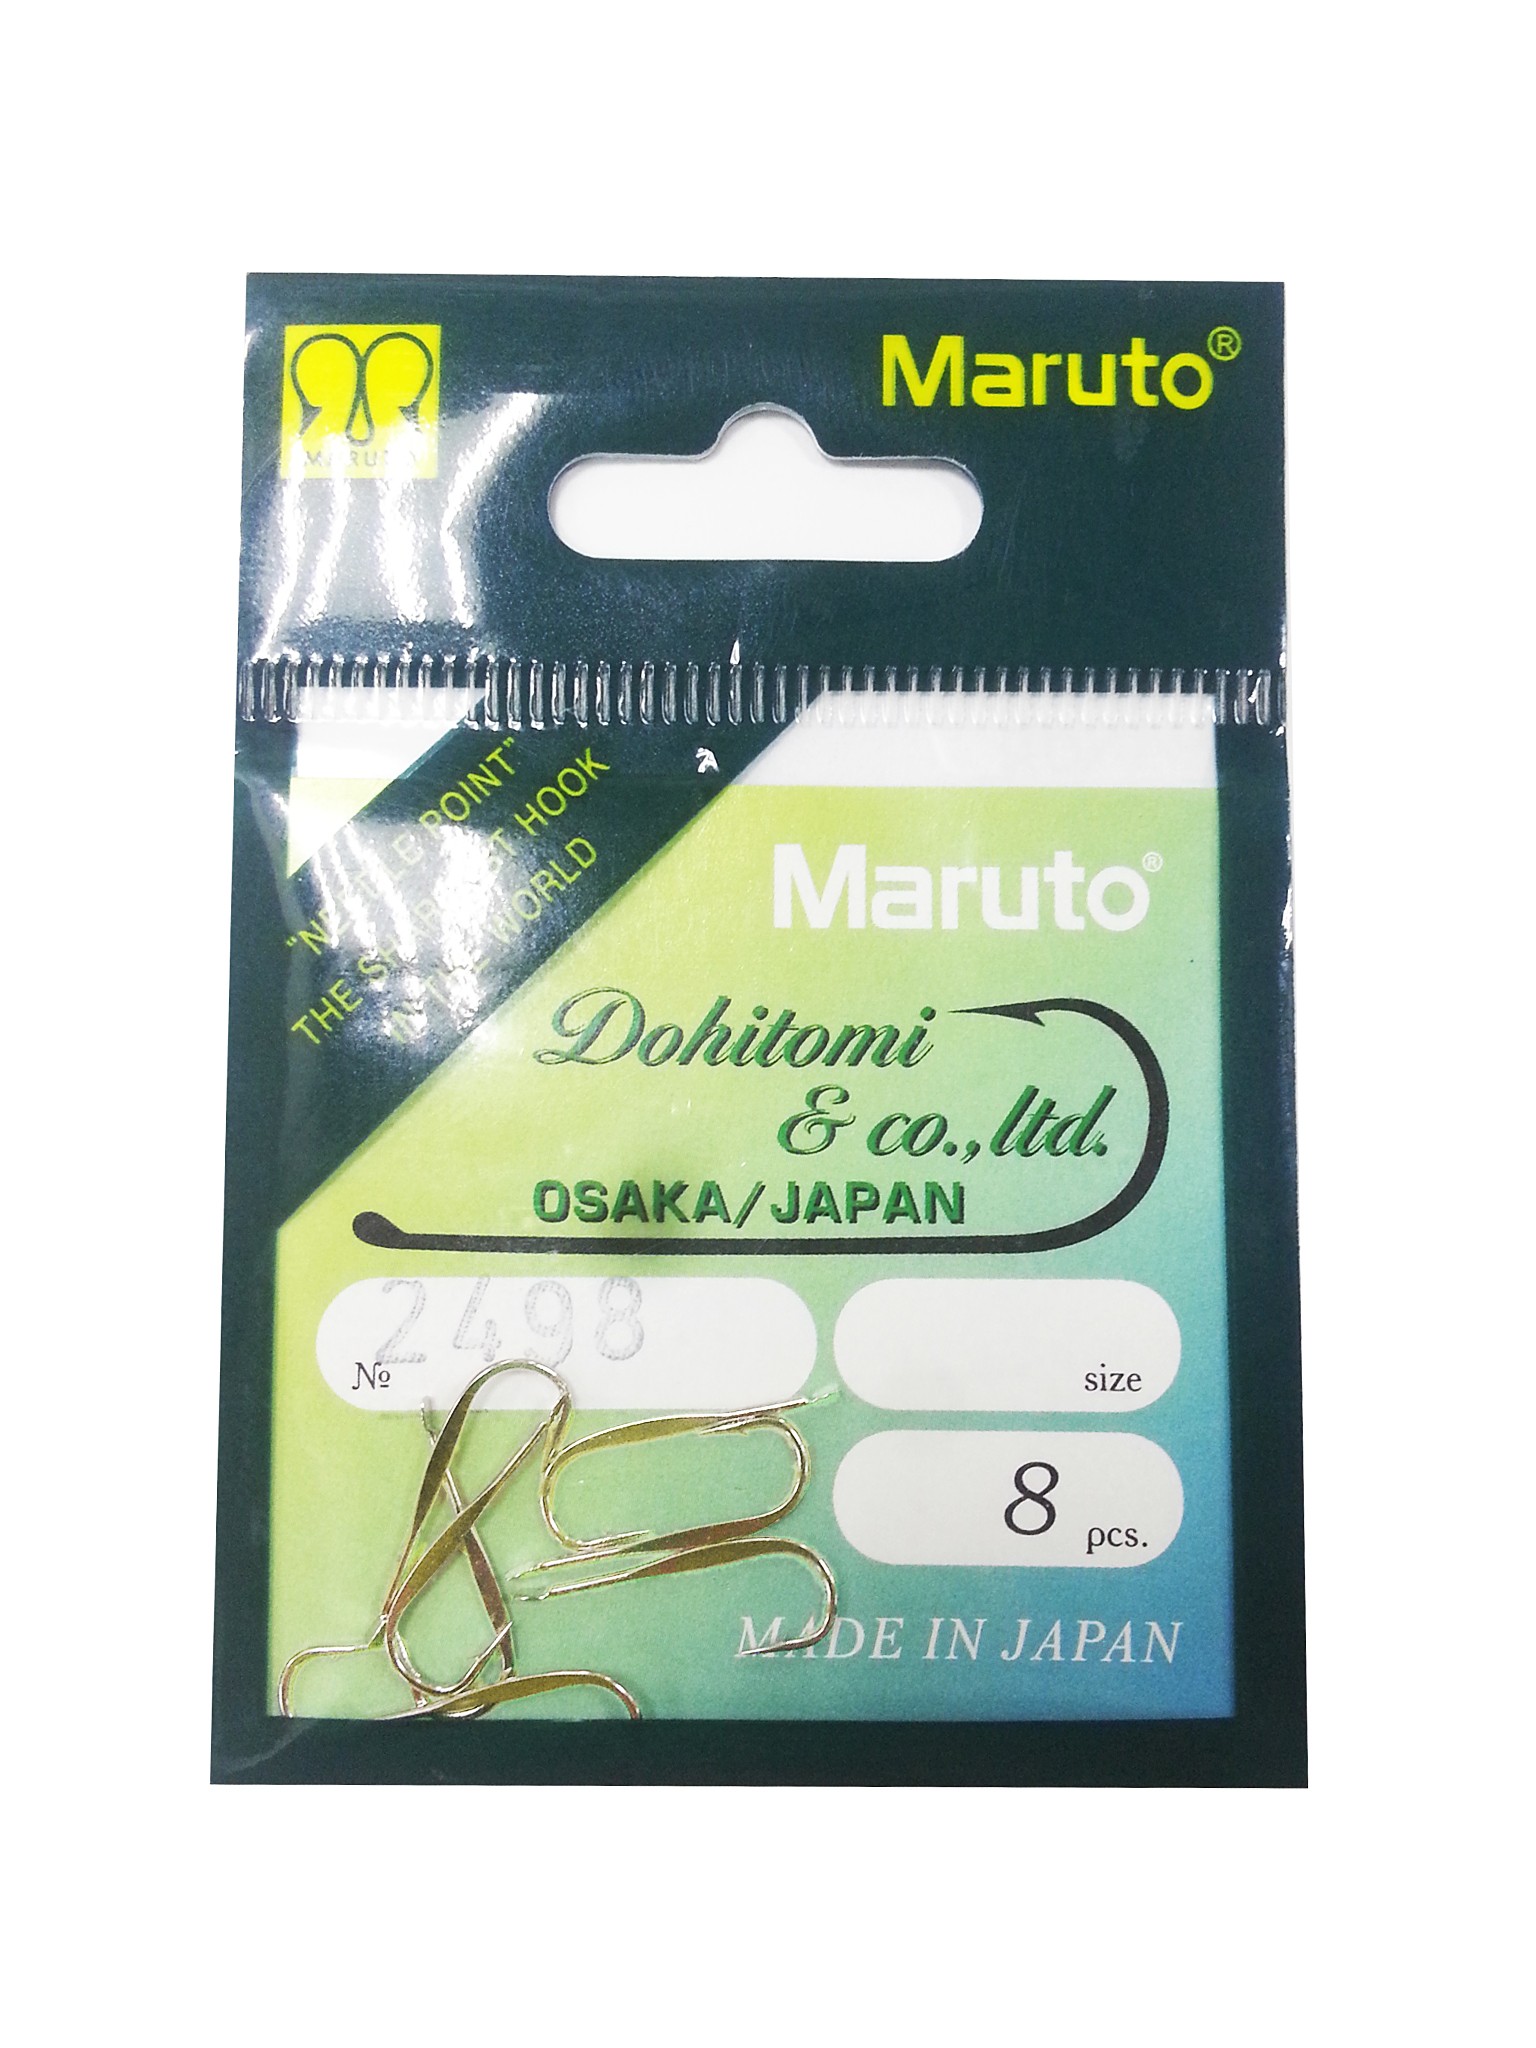 MARUTO
Maruto®
"NEEDLE POINT"
THE SHARPEST HOOK
IN THE WORLD
Maruto®
Dohitomi
& co.,ltd.
OSAKA/JAPAN
2498
№
size
8 pcs.
MADE IN JAPAN